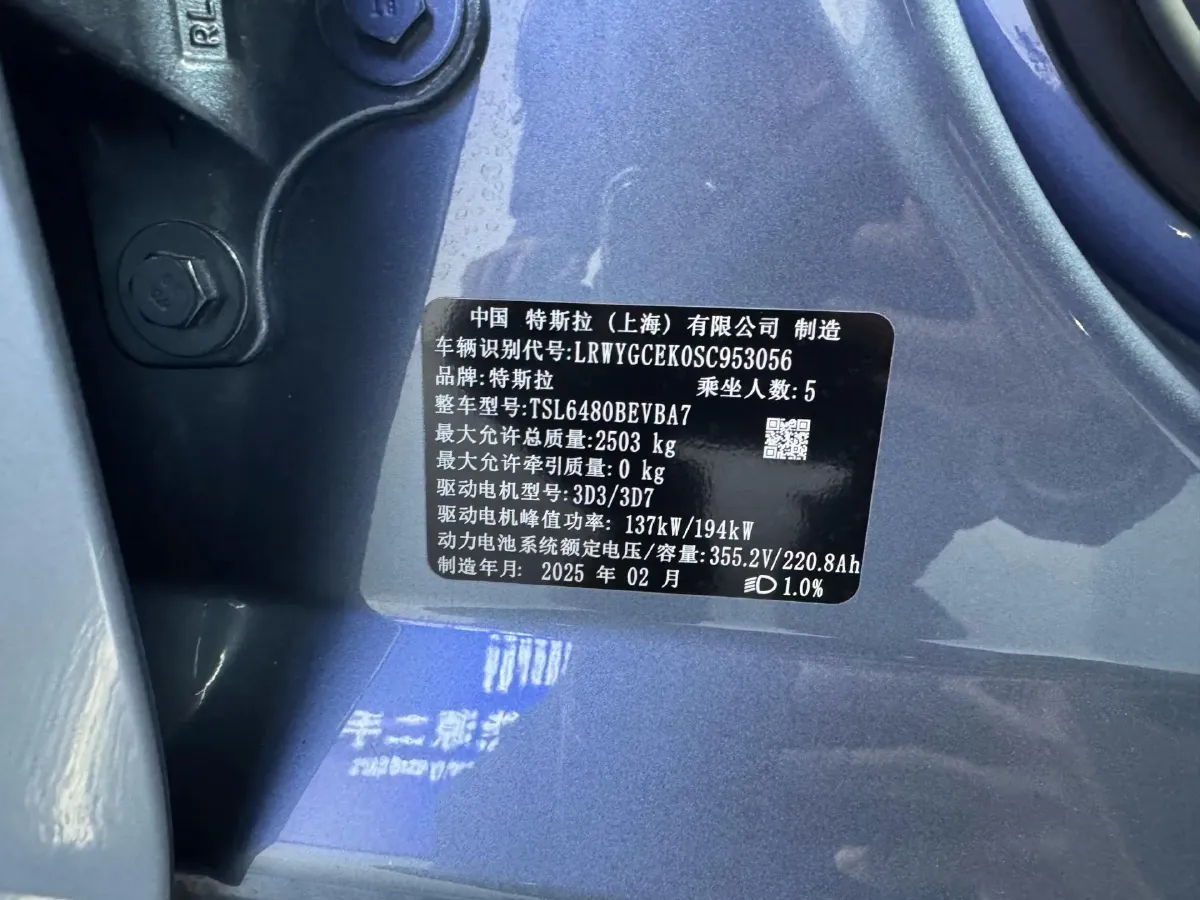 RL
18
中国 特斯拉 (上海) 有限公司 制造
车辆识别代号:LRWYGCEK0SC953056
品牌:特斯拉 乘坐人数:5
整车型号:TSL6480BEVBA7
最大允许总质量:2503 kg
最大允许牵引质量:0 kg
驱动电机型号:3D3/3D7
驱动电机峰值功率: 137kW/194kW
动力电池系统额定电压/容量:355.2V/220.8Ah
制造年月: 2025 年 02 月 1.0%